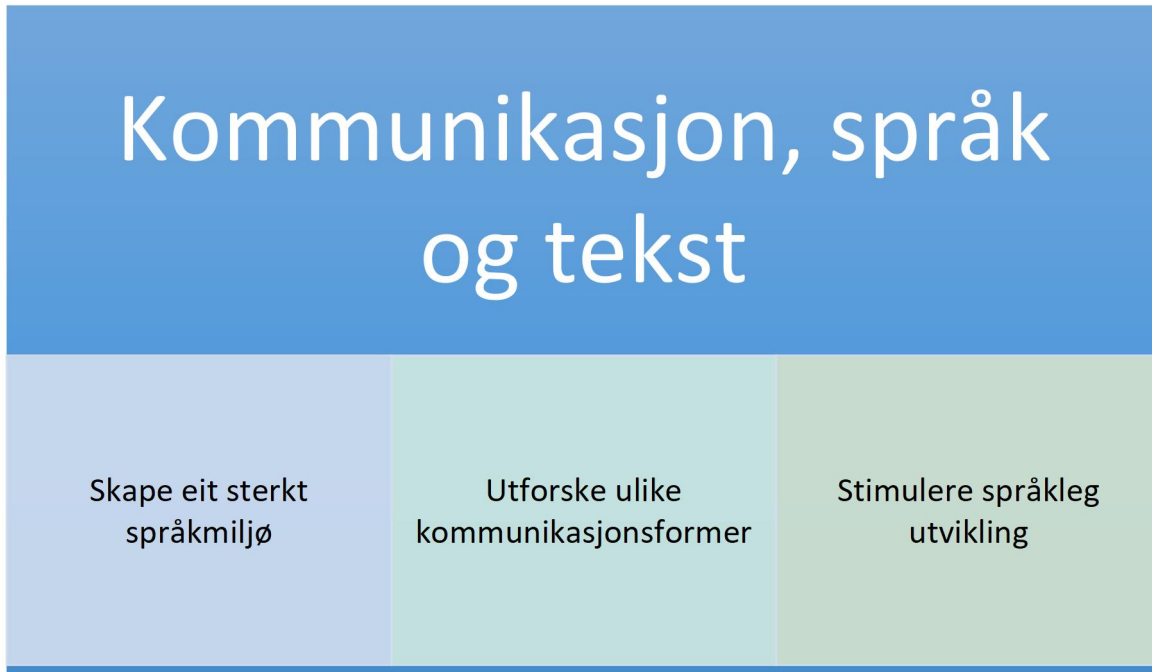 Kommunikasjon, språk
og tekst
Skape eit sterkt
språkmiljø
Utforske ulike
kommunikasjonsformer
Stimulere språkleg
utvikling